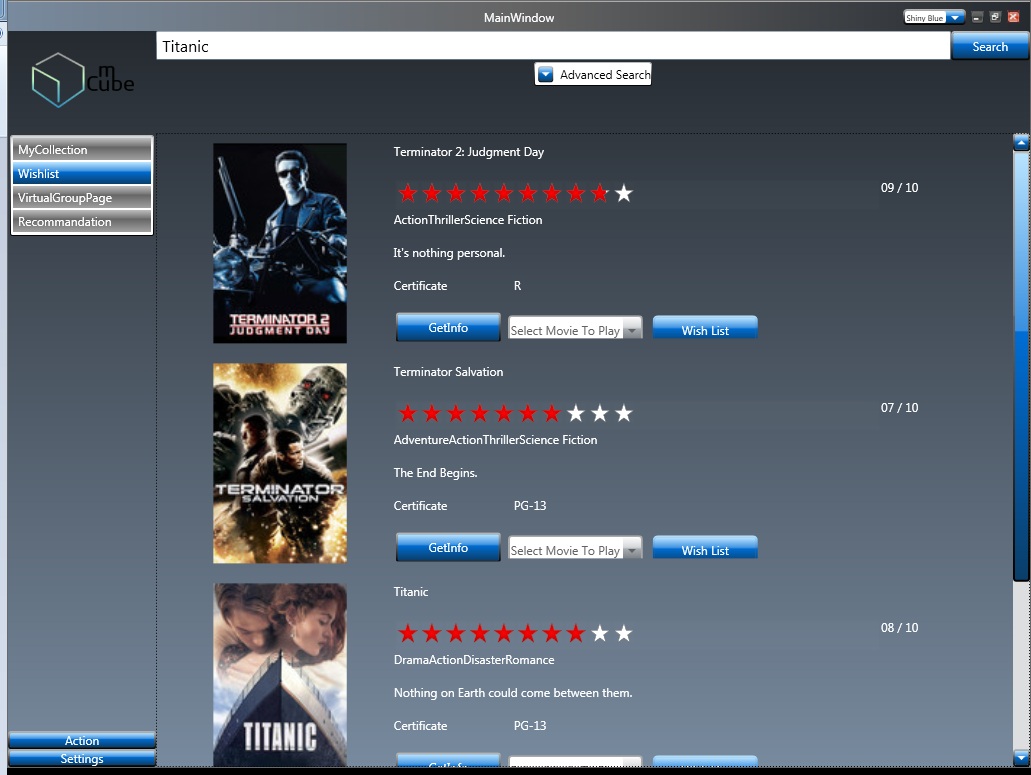 MainWindow
Shiny Blue
m
Cube
Titanic
Search
Advanced Search
MyCollection
Wishlist
VirtualGroupPage
Recommandation
Terminator 2: Judgment Day
09 / 10
ActionThrillerScience Fiction
It's nothing personal.
Certificate R
GetInfo
Select Movie To Play
Wish List
TERMINATOR 2
JUDGMENT DAY
Terminator Salvation
07 / 10
AdventureActionThrillerScience Fiction
The End Begins.
Certificate PG-13
GetInfo
Select Movie To Play
Wish List
TERMINATOR
SALVATION
Titanic
08 / 10
DramaActionDisasterRomance
Nothing on Earth could come between them.
Certificate PG-13
GetInfo
TITANIC
Action
Settings